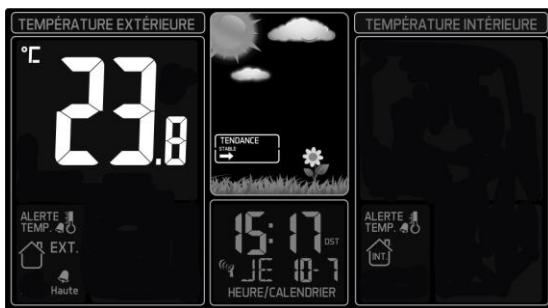 TEMPÉRATURE EXTÉRIEURE
°C
23.8
ALERTE
TEMP.
EXT.
Haute
TENDANCE
STABLE
15:17 DST
JE 10-7
HEURE/CALENDRIER
TEMPÉRATURE INTÉRIEURE
ALERTE
TEMP.
INT.